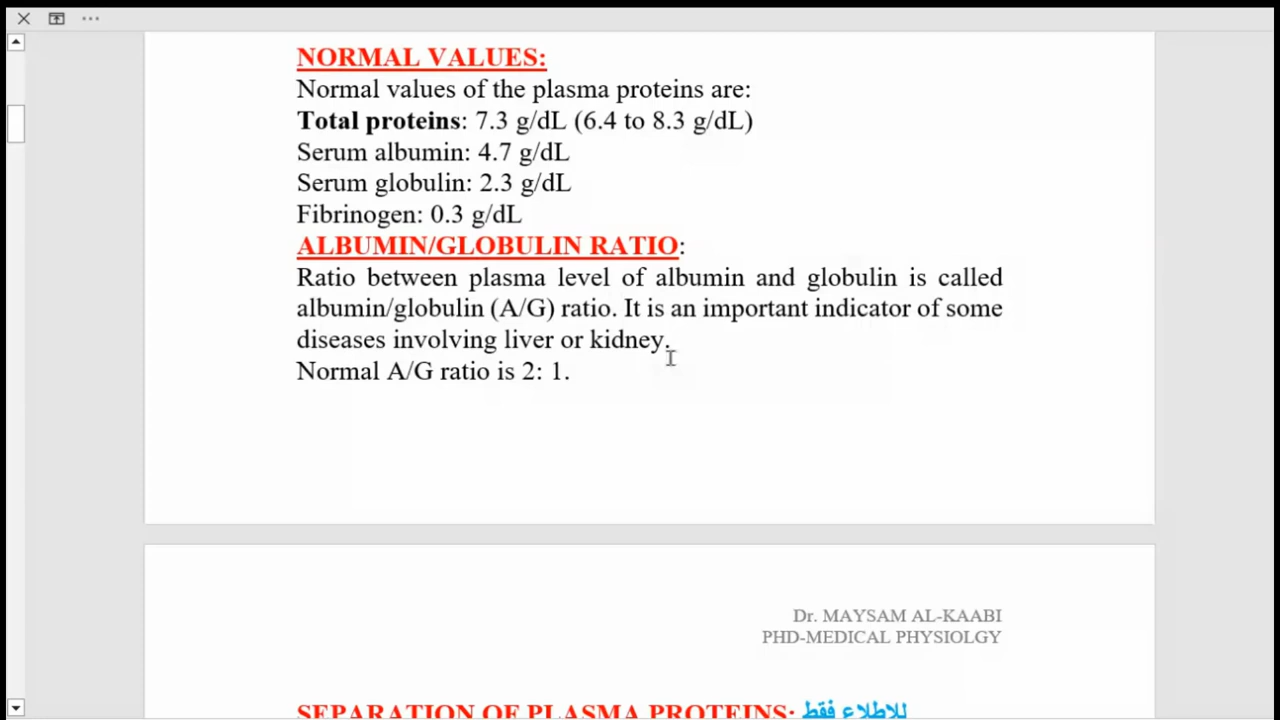 NORMAL VALUES:
Normal values of the plasma proteins are:
Total proteins: 7.3 g/dL (6.4 to 8.3 g/dL)
Serum albumin: 4.7 g/dL
Serum globulin: 2.3 g/dL
Fibrinogen: 0.3 g/dL
ALBUMIN/GLOBULIN RATIO:
Ratio between plasma level of albumin and globulin is called
albumin/globulin (A/G) ratio. It is an important indicator of some
diseases involving liver or kidney.
Normal A/G ratio is 2: 1.
Dr. MAYSAM AL-KAABI
PHD-MEDICAL PHYSIOLGY
SEPARATION OF PLASMA PROTEINS: للاطلاع فقط